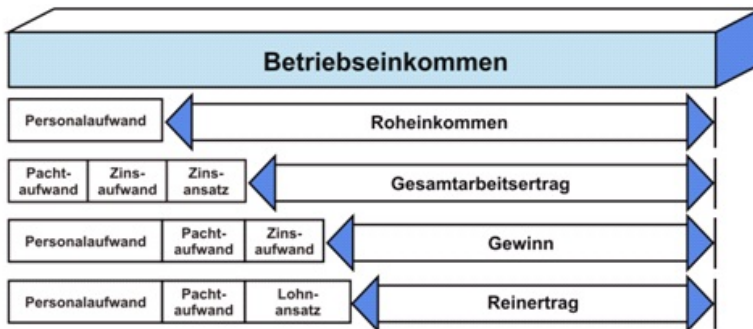 Betriebseinkommen
Personalaufwand Roheinkommen
Pacht- Zins- Zins-
aufwand aufwand ansatz Gesamtarbeitsertrag
Personalaufwand Pacht- Zins-
aufwand aufwand Gewinn
Personalaufwand Pacht- Lohn-
aufwand ansatz Reinertrag